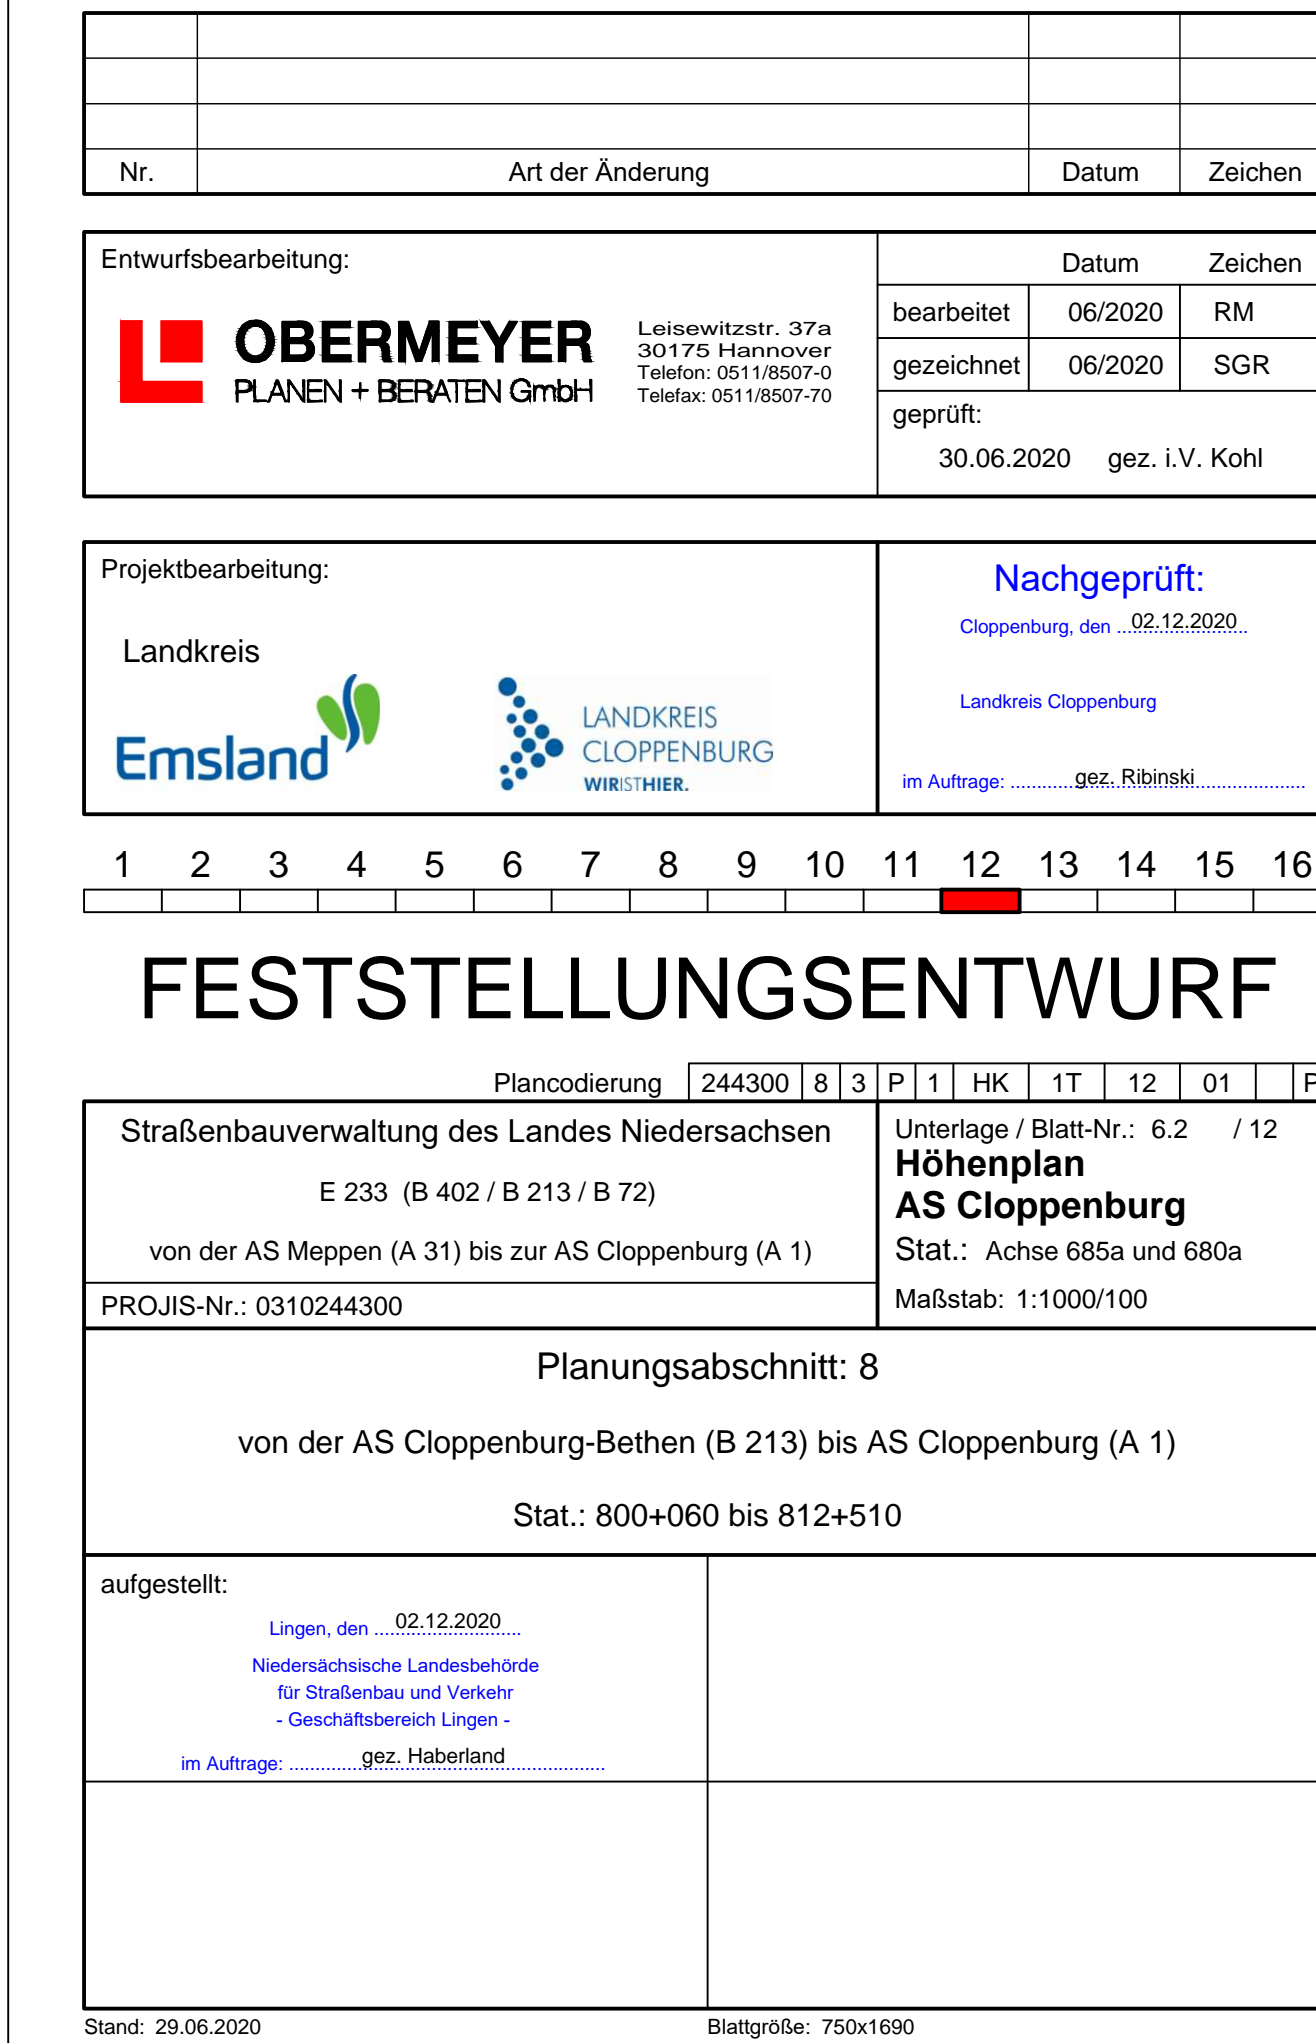 Nr. Art der Änderung Datum Zeichen
Entwurfsbearbeitung:
OBERMEYER
PLANEN + BERATEN GmbH
Leisewitzstr. 37a
30175 Hannover
Telefon: 0511/8507-0
Telefax: 0511/8507-70
Datum Zeichen
bearbeitet 06/2020 RM
gezeichnet 06/2020 SGR
geprüft:
30.06.2020 gez. i.V. Kohl
Projektbearbeitung:
Landkreis
Emsland
LANDKREIS
CLOPPENBURG
WIRISTHIER.
Nachgeprüft:
Cloppenburg, den 02.12.2020
Landkreis Cloppenburg
im Auftrage: gez. Ribinski
1 2 3 4 5 6 7 8 9 10 11 12 13 14 15 16
FESTSTELLUNGSENTWURF
Plancodierung 244300 8 3 P 1 HK 1T 12 01 P
Straßenbauverwaltung des Landes Niedersachsen
E 233 (B 402 / B 213 / B 72)
von der AS Meppen (A 31) bis zur AS Cloppenburg (A 1)
PROJIS-Nr.: 0310244300
Unterlage / Blatt-Nr.: 6.2 / 12
Höhenplan
AS Cloppenburg
Stat.: Achse 685a und 680a
Maßstab: 1:1000/100
Planungsabschnitt: 8
von der AS Cloppenburg-Bethen (B 213) bis AS Cloppenburg (A 1)
Stat.: 800+060 bis 812+510
aufgestellt:
Lingen, den 02.12.2020
Niedersächsische Landesbehörde
für Straßenbau und Verkehr
- Geschäftsbereich Lingen -
im Auftrage: gez. Haberland
Stand: 29.06.2020 Blattgröße: 750x1690